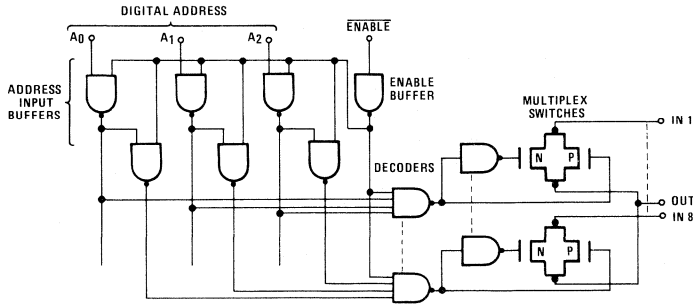 DIGITAL ADDRESS
A0 A1 A2 ENABLE
ADDRESS
INPUT
BUFFERS
ENABLE
BUFFER
MULTIPLEX
SWITCHES
IN 1
DECODERS
N P
OUT
IN 8
N P